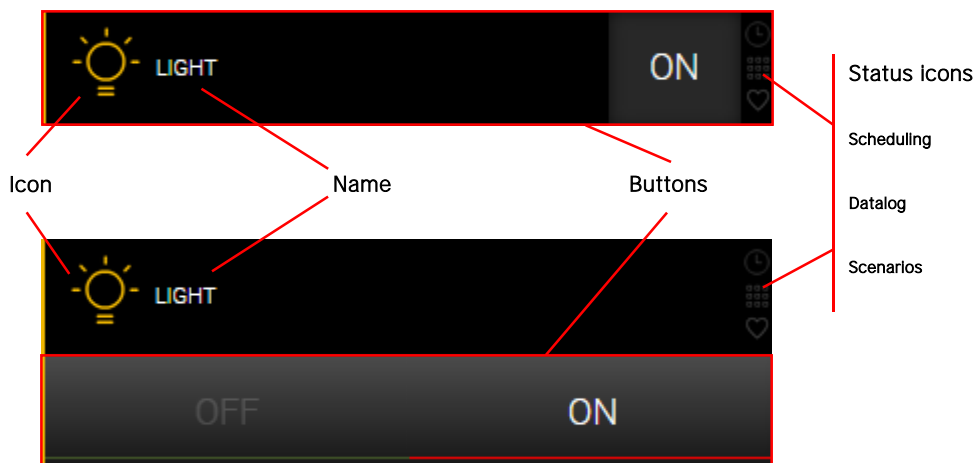 LIGHT
ON
Status icons
Scheduling
Datalog
Scenarios
Icon
Name
Buttons
LIGHT
OFF
ON